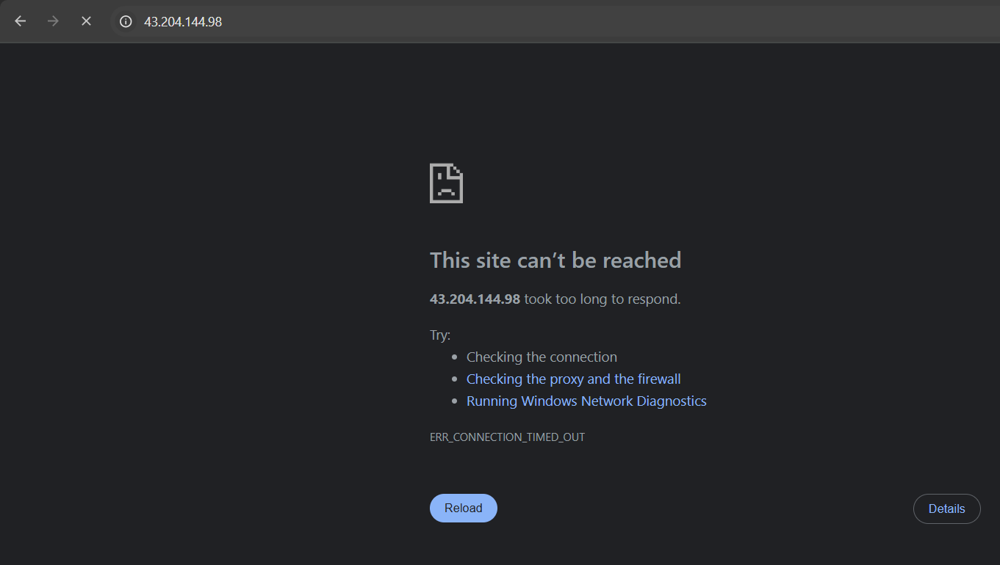 43.204.144.98
This site can’t be reached
43.204.144.98 took too long to respond.
Try:
Checking the connection
Checking the proxy and the firewall
Running Windows Network Diagnostics
ERR_CONNECTION_TIMED_OUT
Reload
Details